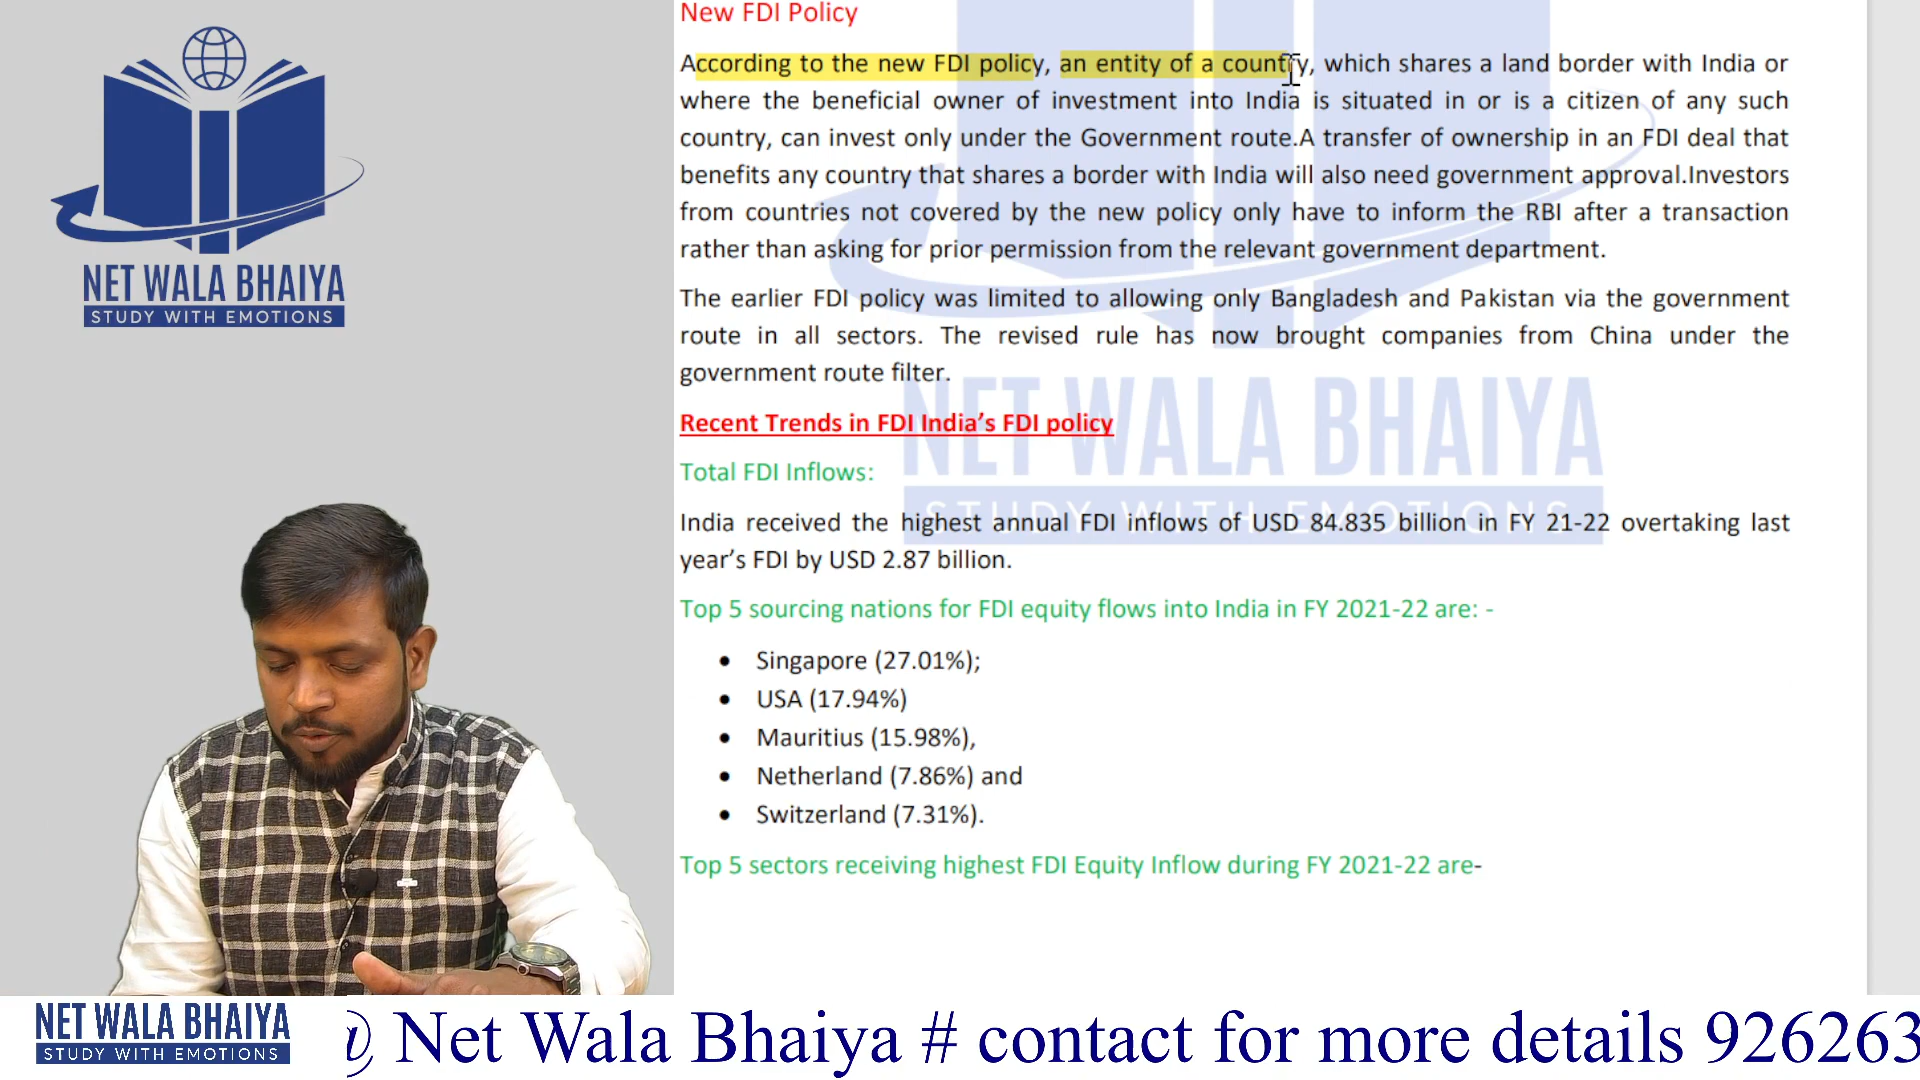 New FDI Policy
According to the new FDI policy, an entity of a country, which shares a land border with India or
where the beneficial owner of investment into India is situated in or is a citizen of any such
country, can invest only under the Government route.A transfer of ownership in an FDI deal that
benefits any country that shares a border with India will also need government approval.Investors
from countries not covered by the new policy only have to inform the RBI after a transaction
rather than asking for prior permission from the relevant government department.
The earlier FDI policy was limited to allowing only Bangladesh and Pakistan via the government
route in all sectors. The revised rule has now brought companies from China under the
government route filter.
Recent Trends in FDI India's FDI policy
Total FDI Inflows:
India received the highest annual FDI inflows of USD 84.835 billion in FY 21-22 overtaking last
year's FDI by USD 2.87 billion.
Top 5 sourcing nations for FDI equity flows into India in FY 2021-22 are: -
• Singapore (27.01%);
• USA (17.94%)
• Mauritius (15.98%),
• Netherland (7.86%) and
• Switzerland (7.31%).
Top 5 sectors receiving highest FDI Equity Inflow during FY 2021-22 are-
NET WALA BHAIYA
STUDY WITH EMOTIONS
NET WALA BHAIYA
STUDY WITH EMOTIONS
NET WALA BHAIYA
STUDY WITH EMOTIONS
Net Wala Bhaiya # contact for more details 926263